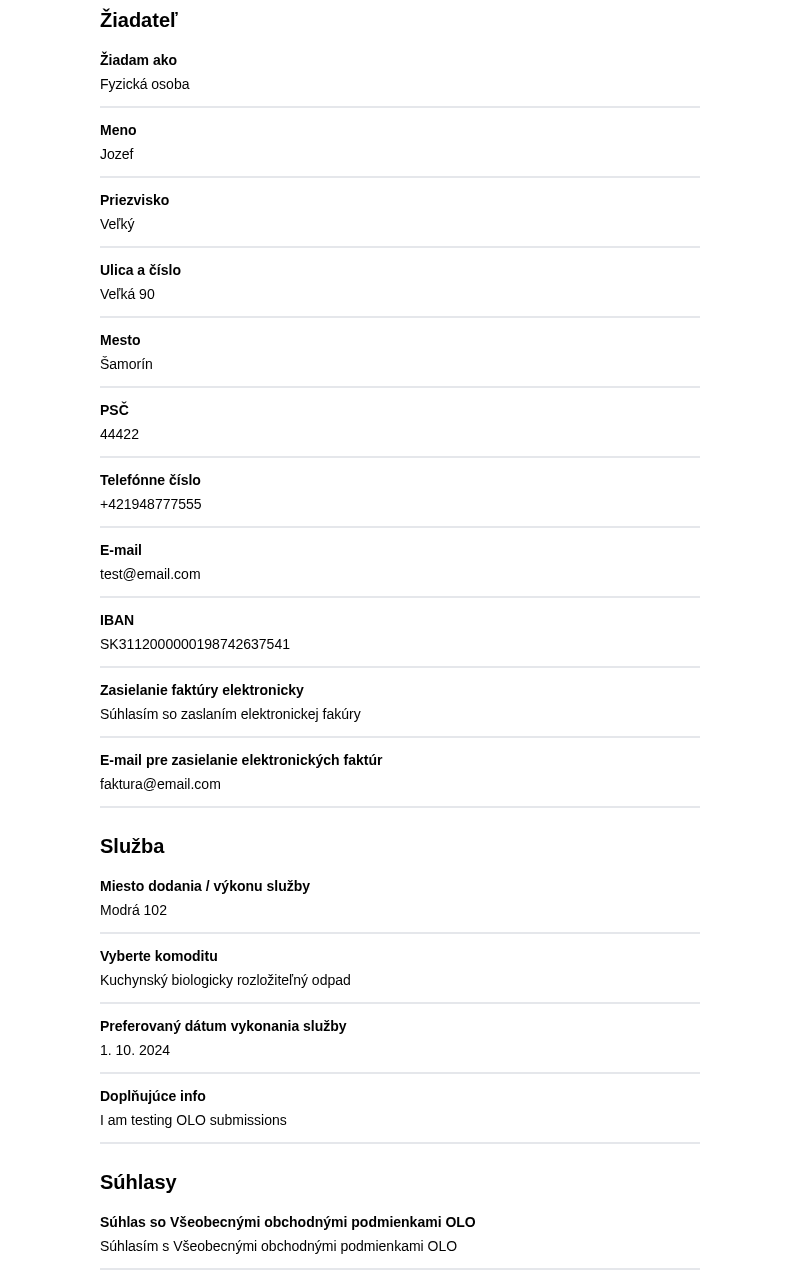 Žiadateľ
Žiadam ako
Fyzická osoba
Meno
Jozef
Priezvisko
Veľký
Ulica a číslo
Veľká 90
Mesto
Šamorín
PSČ
44422
Telefónne číslo
+421948777555
E-mail
test@email.com
IBAN
SK3112000000198742637541
Zasielanie faktúry elektronicky
Súhlasím so zaslaním elektronickej fakúry
E-mail pre zasielanie elektronických faktúr
faktura@email.com
Služba
Miesto dodania / výkonu služby
Modrá 102
Vyberte komoditu
Kuchynský biologicky rozložiteľný odpad
Preferovaný dátum vykonania služby
1. 10. 2024
Doplňujúce info
I am testing OLO submissions
Súhlasy
Súhlas so Všeobecnými obchodnými podmienkami OLO
Súhlasím s Všeobecnými obchodnými podmienkami OLO